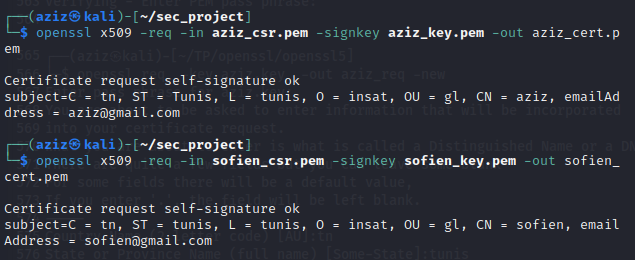 ┌──(aziz㉿kali)-[~/sec_project]
└─$ openssl x509 -req -in aziz_csr.pem -signkey aziz_key.pem -out aziz_cert.p
em
Certificate request self-signature ok
subject=C = tn, ST = Tunis, L = tunis, O = insat, OU = gl, CN = aziz, emailAd
dress = aziz@gmail.com
┌──(aziz㉿kali)-[~/sec_project]
└─$ openssl x509 -req -in sofien_csr.pem -signkey sofien_key.pem -out sofien_
cert.pem
Certificate request self-signature ok
subject=C = tn, ST = tunis, L = tunis, O = insat, OU = gl, CN = sofien, email
Address = sofien@gmail.com